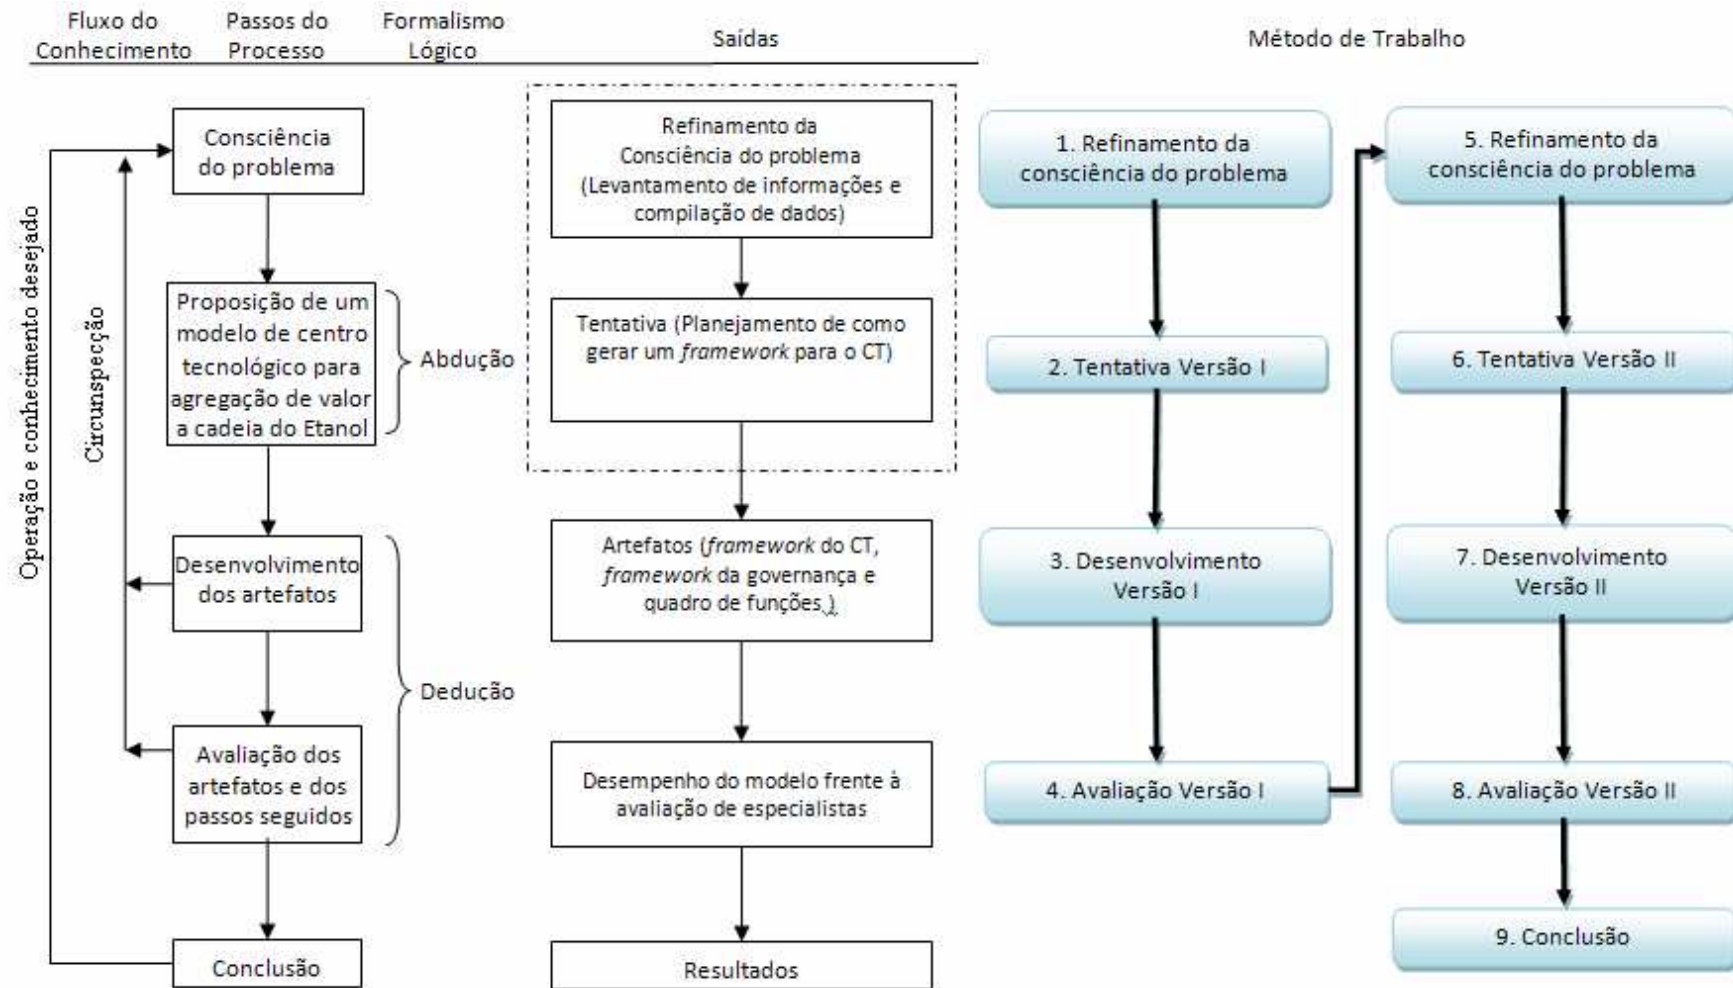 Fluxo do
Conhecimento
Passos do
Processo
Formalismo
Lógico
Saídas
Método de Trabalho
Operação e conhecimento desejado
Circunspecção
Consciência
do problema
Proposição de um
modelo de centro
tecnológico para
agregação de valor
a cadeia do Etanol
Abdução
Desenvolvimento
dos artefatos
Dedução
Avaliação dos
artefatos e dos
passos seguidos
Conclusão
Refinamento da
Consciência do problema
(Levantamento de informações e
compilação de dados)
Tentativa (Planejamento de como
gerar um framework para o CT)
Artefatos (framework do CT,
framework da governança e
quadro de funções.)
Desempenho do modelo frente à
avaliação de especialistas
Resultados
1. Refinamento da
consciência do problema
2. Tentativa Versão I
3. Desenvolvimento
Versão I
4. Avaliação Versão I
5. Refinamento da
consciência do problema
6. Tentativa Versão II
7. Desenvolvimento
Versão II
8. Avaliação Versão II
9. Conclusão